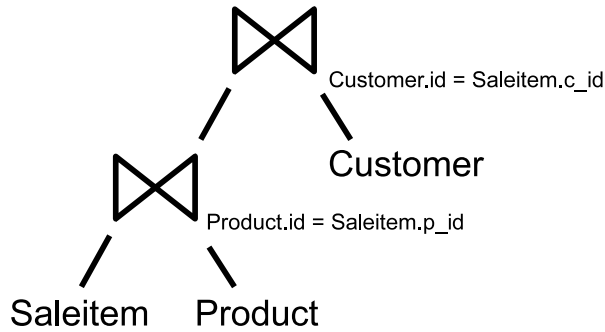 Customer.id = Saleitem.c_id
Customer
Product.id = Saleitem.p_id
Saleitem Product